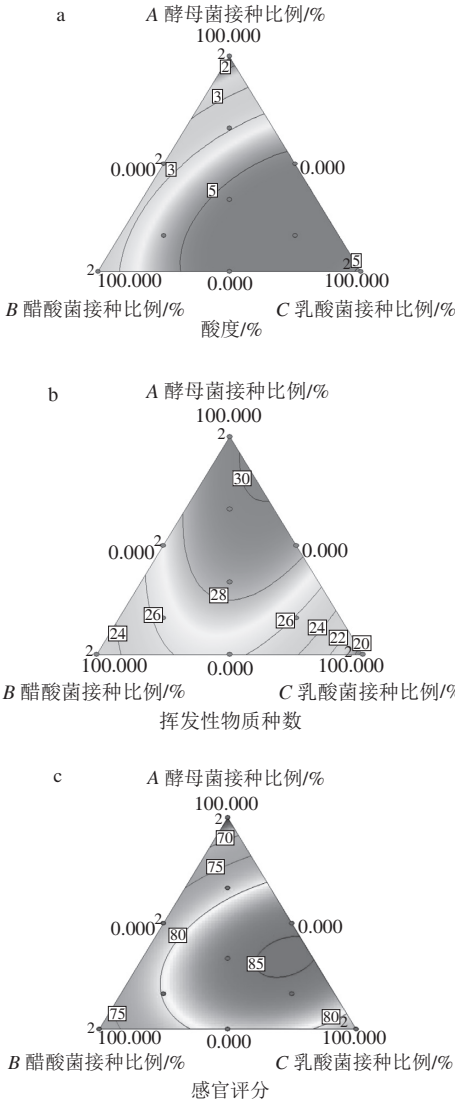 a
A 酵母菌接种比例/%
100.000
2
2
3
0.000 2 3 0.000
5
2 2 5
100.000 0.000 100.000
B 醋酸菌接种比例/% C 乳酸菌接种比例/%
酸度/%
b
A 酵母菌接种比例/%
100.000
2
30
0.000 2 0.000
28
26 26
24 24 22 20
2 2
100.000 0.000 100.000
B 醋酸菌接种比例/% C 乳酸菌接种比例/%
挥发性物质种数
c
A 酵母菌接种比例/%
100.000
2
70
75
0.000 2 80 0.000
85
75 80
2 2
100.000 0.000 100.000
B 醋酸菌接种比例/% C 乳酸菌接种比例/%
感官评分